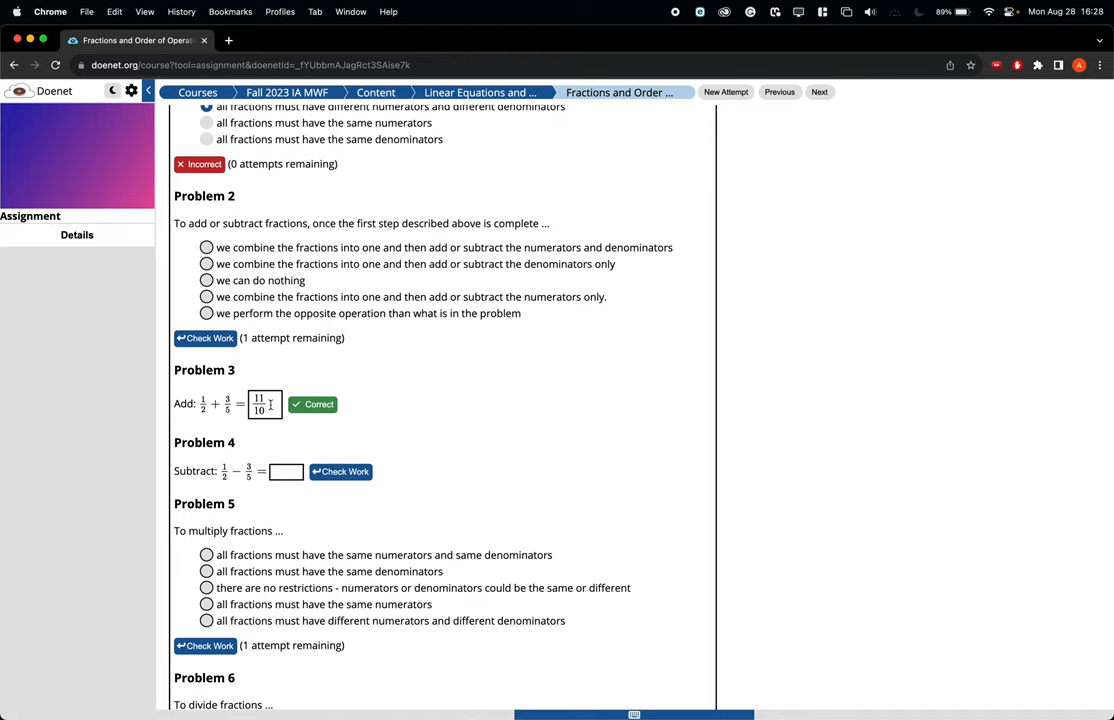 Chrome File Edit View History Bookmarks Profiles Tab Window Help 89% Mon Aug 28 16:28
Fractions and Order of Operati
doenet.org/course?tool=assignment&doenetId=_fYUbbmAJagRct3SAise7k
Doenet
Courses Fall 2023 IA MWF Content Linear Equations and ... Fractions and Order ... New Attempt Previous Next
all fractions must have different numerators and different denominators
all fractions must have the same numerators
all fractions must have the same denominators
Incorrect (0 attempts remaining)
Assignment
Details
Problem 2
To add or subtract fractions, once the first step described above is complete ...
we combine the fractions into one and then add or subtract the numerators and denominators
we combine the fractions into one and then add or subtract the denominators only
we can do nothing
we combine the fractions into one and then add or subtract the numerators only.
we perform the opposite operation than what is in the problem
Check Work (1 attempt remaining)
Problem 3
Add: 1/2 + 3/5 = 11/10 Correct
Problem 4
Subtract: 1/2 − 3/5 = Check Work
Problem 5
To multiply fractions ...
all fractions must have the same numerators and same denominators
all fractions must have the same denominators
there are no restrictions - numerators or denominators could be the same or different
all fractions must have the same numerators
all fractions must have different numerators and different denominators
Check Work (1 attempt remaining)
Problem 6
To divide fractions ...